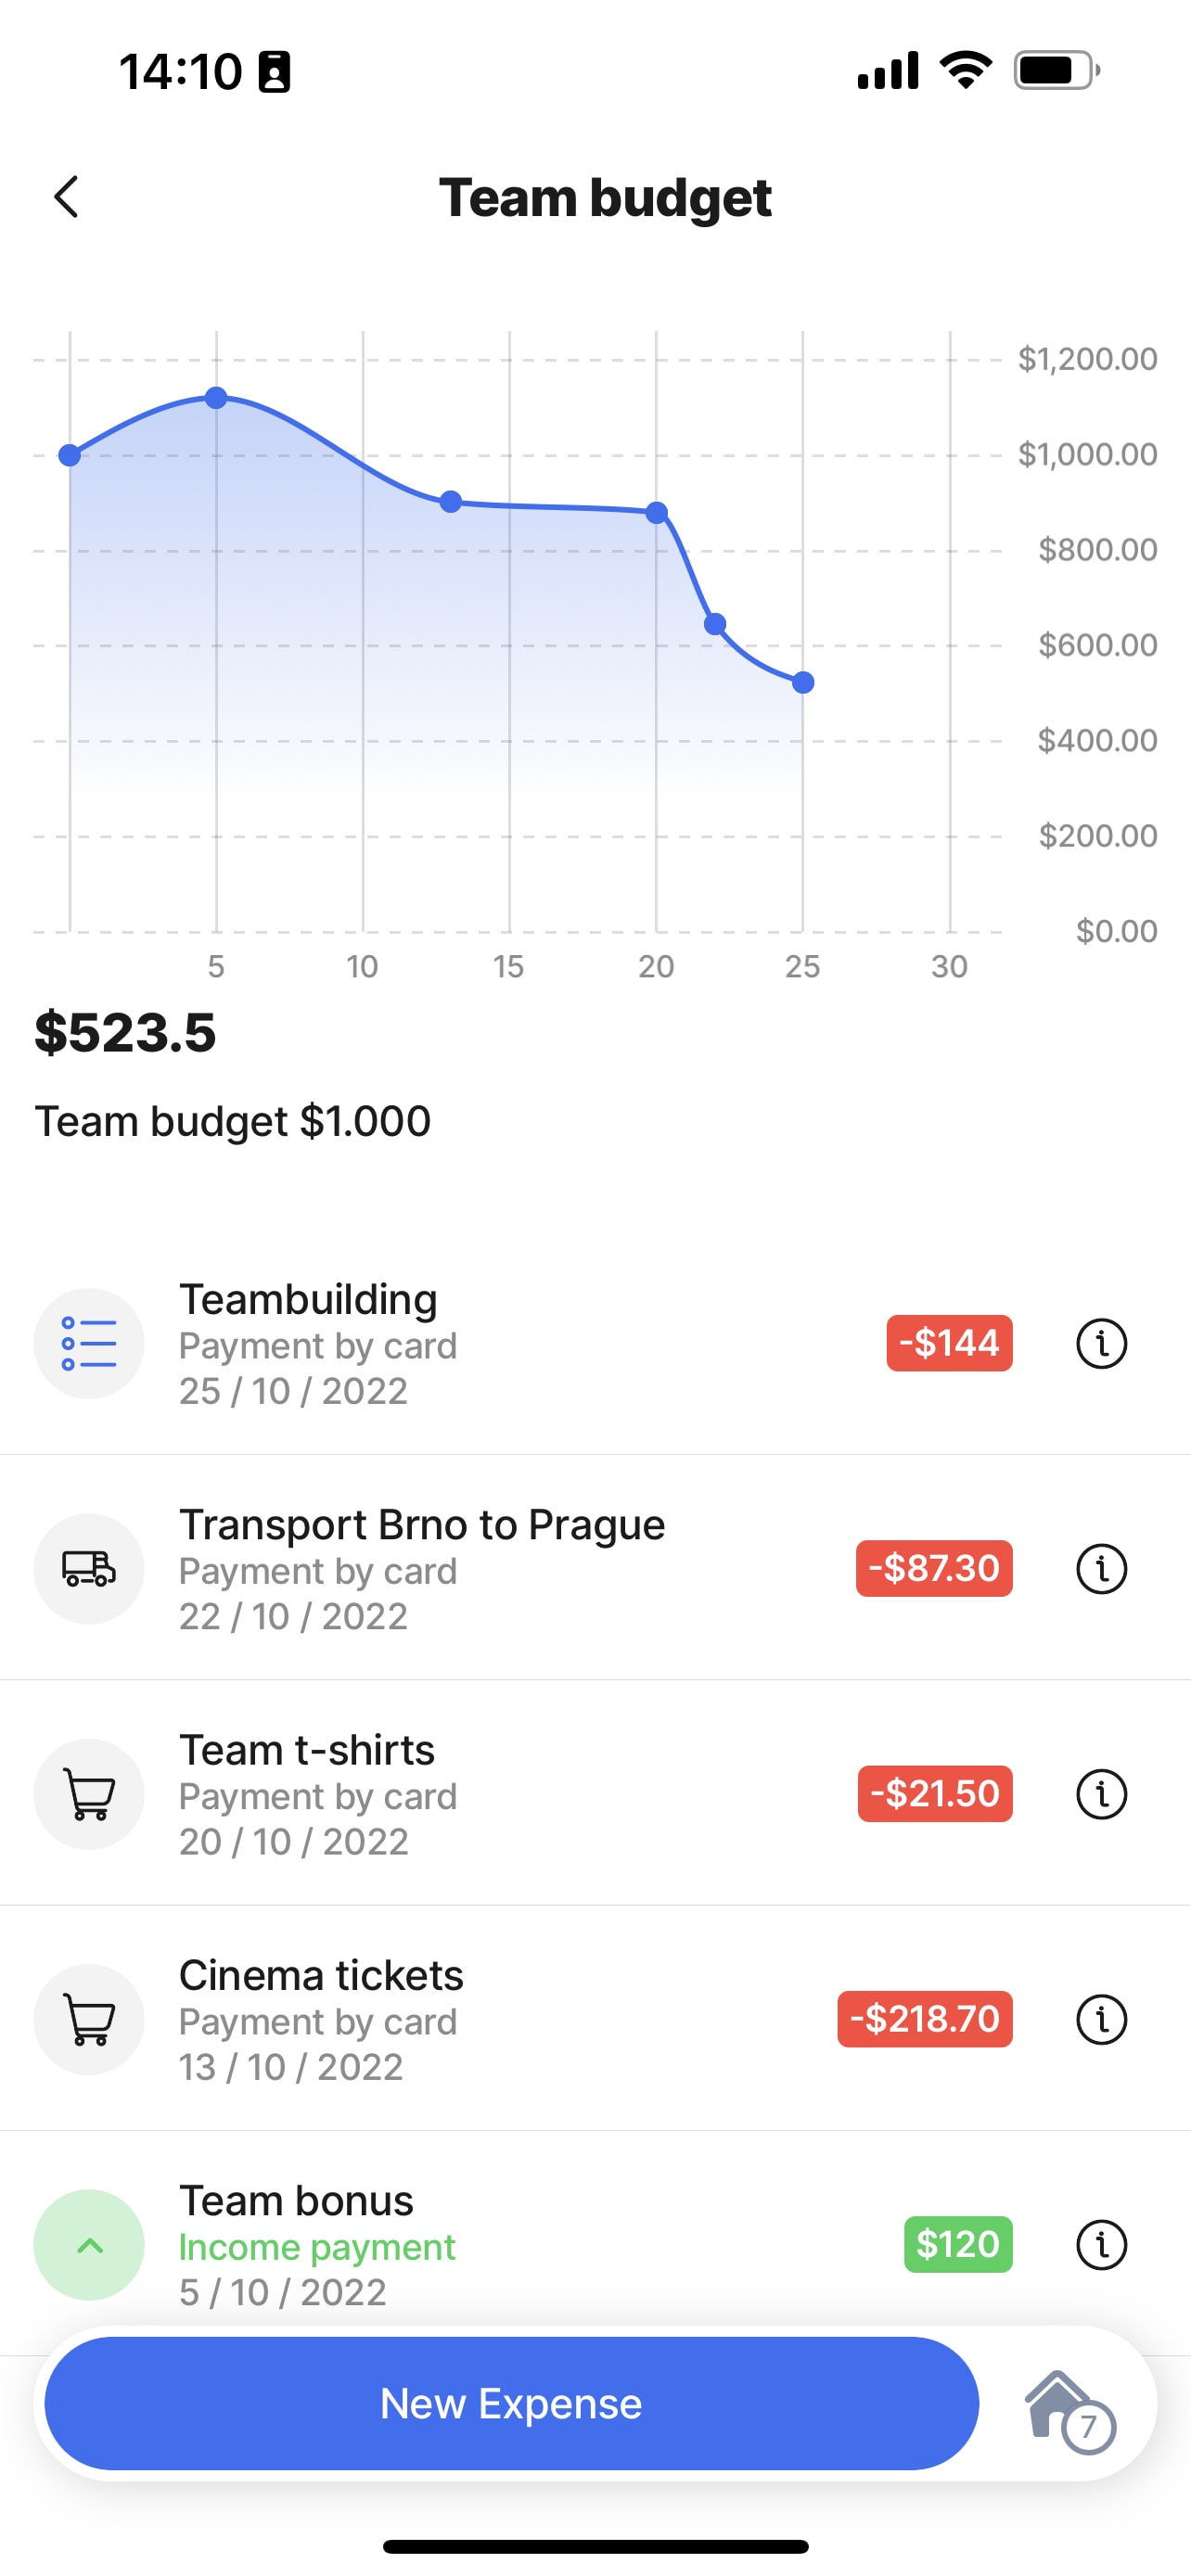 14:10
Team budget
$1,200.00
$1,000.00
$800.00
$600.00
$400.00
$200.00
$0.00
5 10 15 20 25 30
$523.5
Team budget $1.000
Teambuilding
Payment by card
25 / 10 / 2022
-$144
Transport Brno to Prague
Payment by card
22 / 10 / 2022
-$87.30
Team t-shirts
Payment by card
20 / 10 / 2022
-$21.50
Cinema tickets
Payment by card
13 / 10 / 2022
-$218.70
Team bonus
Income payment
5 / 10 / 2022
$120
New Expense
7